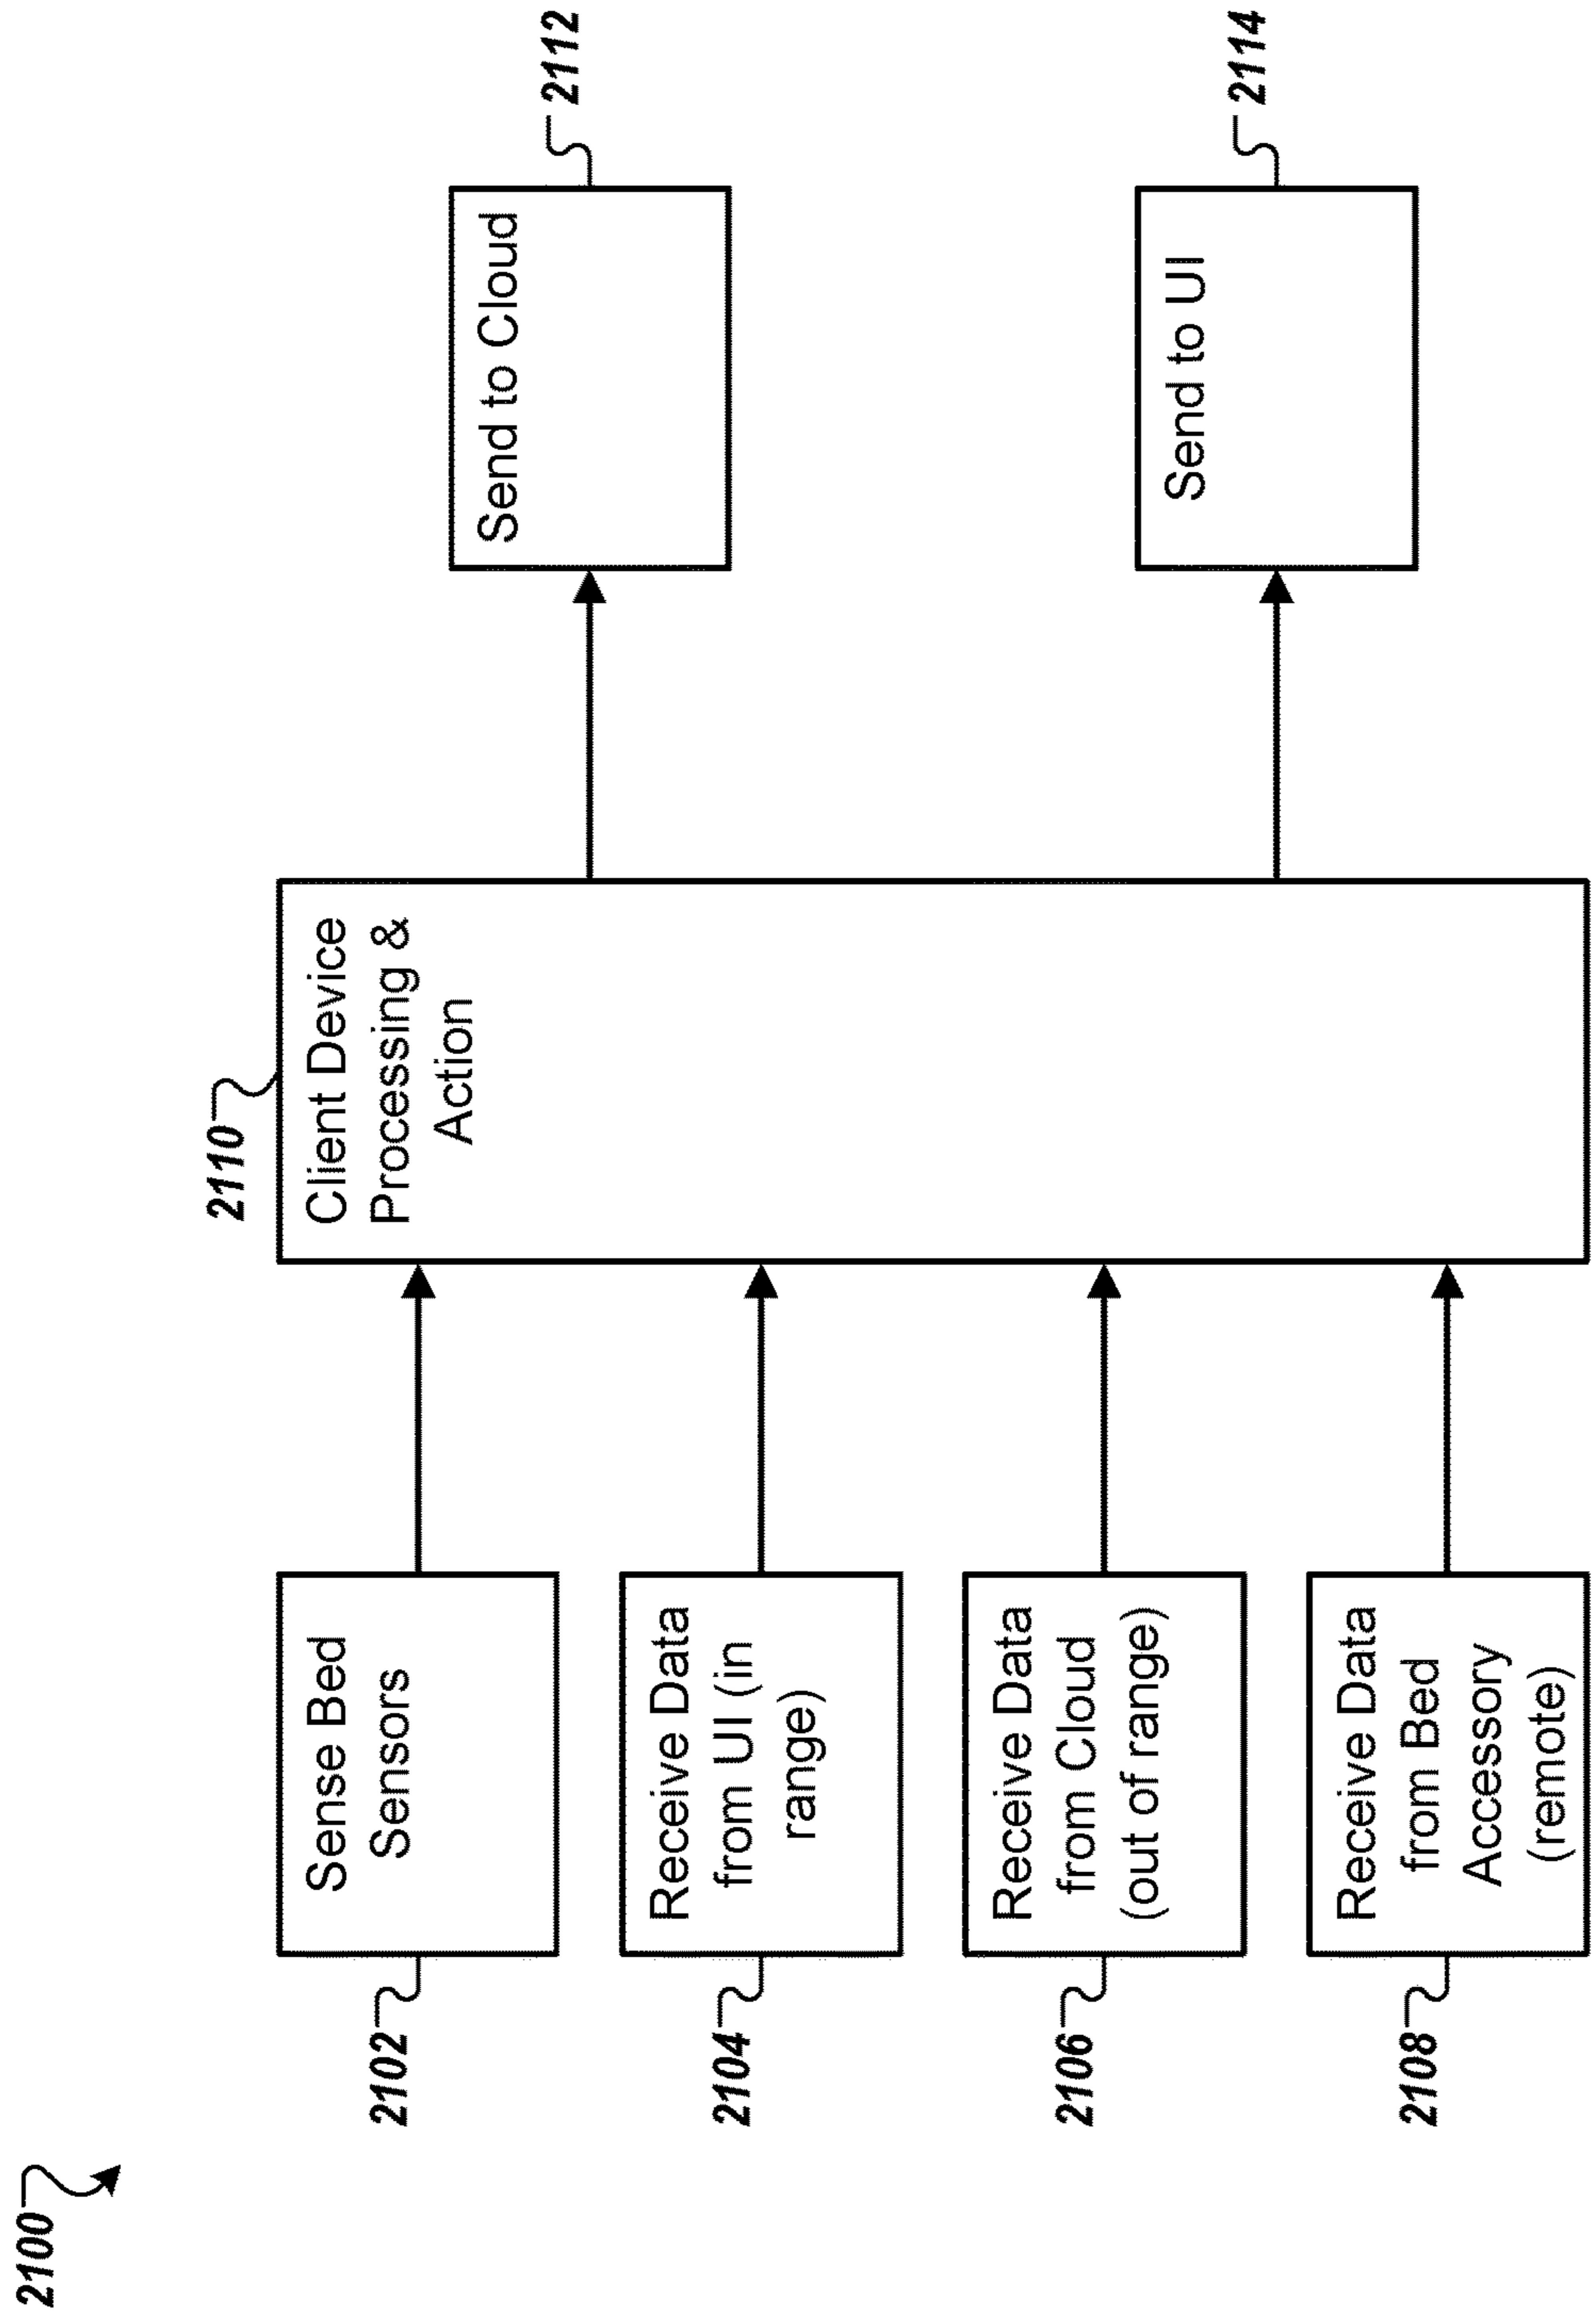 2100
2102
Sense Bed
Sensors
2104
Receive Data
from UI (in
range)
2106
Receive Data
from Cloud
(out of range)
2108
Receive Data
from Bed
Accessory
(remote)
2110
Client Device
Processing &
Action
Send to Cloud
2112
Send to UI
2114